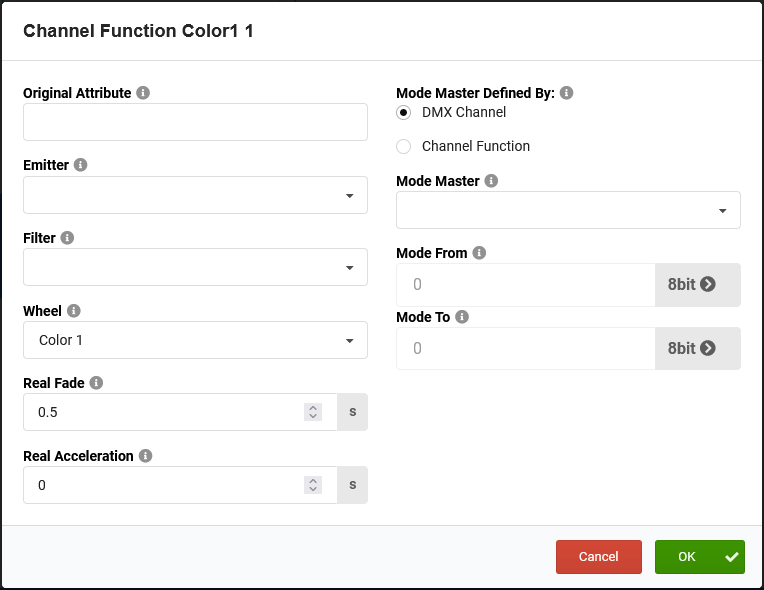 Channel Function Color1 1
Original Attribute
Emitter
Filter
Wheel
Color 1
Real Fade
0.5 s
Real Acceleration
0 s
Mode Master Defined By:
DMX Channel
Channel Function
Mode Master
Mode From
0 8bit
Mode To
0 8bit
Cancel OK